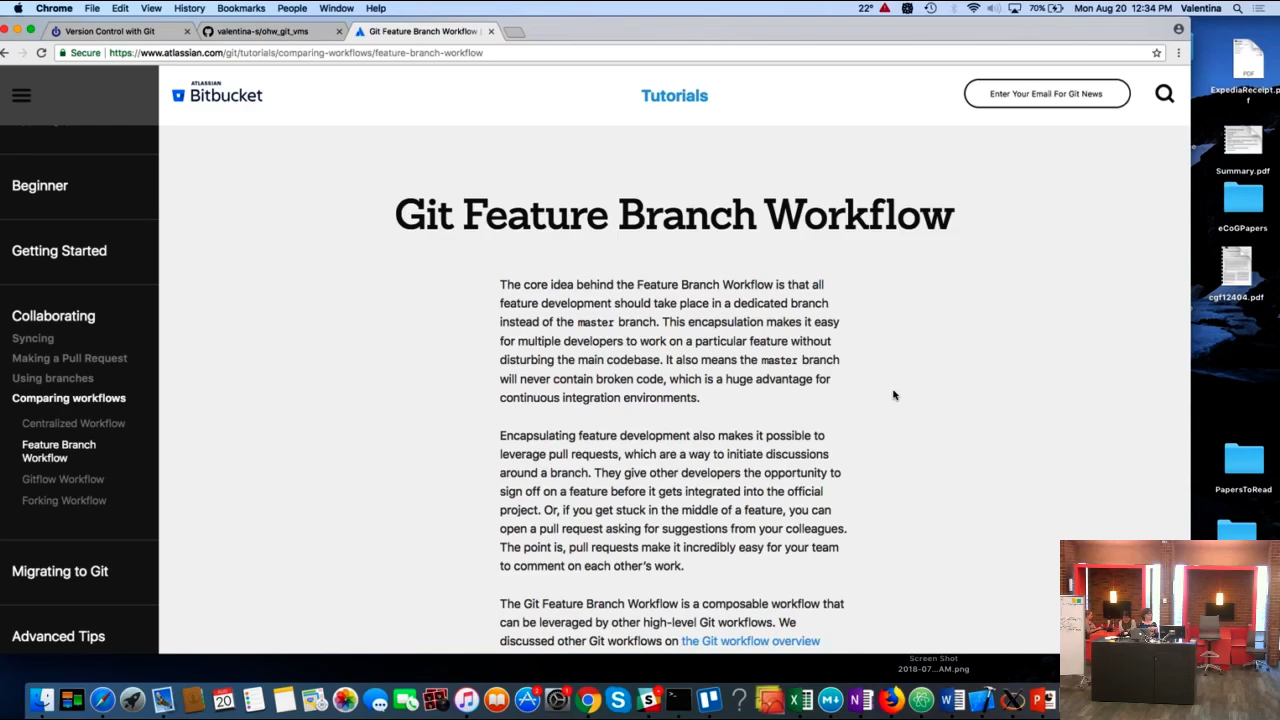 Chrome File Edit View History Bookmarks People Window Help 22° 70% Mon Aug 20 12:34 PM Valentina
Version Control with Git
valentina-s/ohw_git_vms
Git Feature Branch Workflow
Secure https://www.atlassian.com/git/tutorials/comparing-workflows/feature-branch-workflow
ATLASSIAN
Bitbucket
Tutorials
Enter Your Email For Git News
Beginner
Getting Started
Collaborating
Syncing
Making a Pull Request
Using branches
Comparing workflows
Centralized Workflow
Feature Branch
Workflow
Gitflow Workflow
Forking Workflow
Migrating to Git
Advanced Tips
Git Feature Branch Workflow
The core idea behind the Feature Branch Workflow is that all
feature development should take place in a dedicated branch
instead of the master branch. This encapsulation makes it easy
for multiple developers to work on a particular feature without
disturbing the main codebase. It also means the master branch
will never contain broken code, which is a huge advantage for
continuous integration environments.
Encapsulating feature development also makes it possible to
leverage pull requests, which are a way to initiate discussions
around a branch. They give other developers the opportunity to
sign off on a feature before it gets integrated into the official
project. Or, if you get stuck in the middle of a feature, you can
open a pull request asking for suggestions from your colleagues.
The point is, pull requests make it incredibly easy for your team
to comment on each other's work.
The Git Feature Branch Workflow is a composable workflow that
can be leveraged by other high-level Git workflows. We
discussed other Git workflows on the Git workflow overview
PDF
ExpediaReceipt.pd
f
Summary.pdf
eCoGPapers
cgf12404.pdf
PapersToRead
Screen Shot
2018-07...AM.png
20